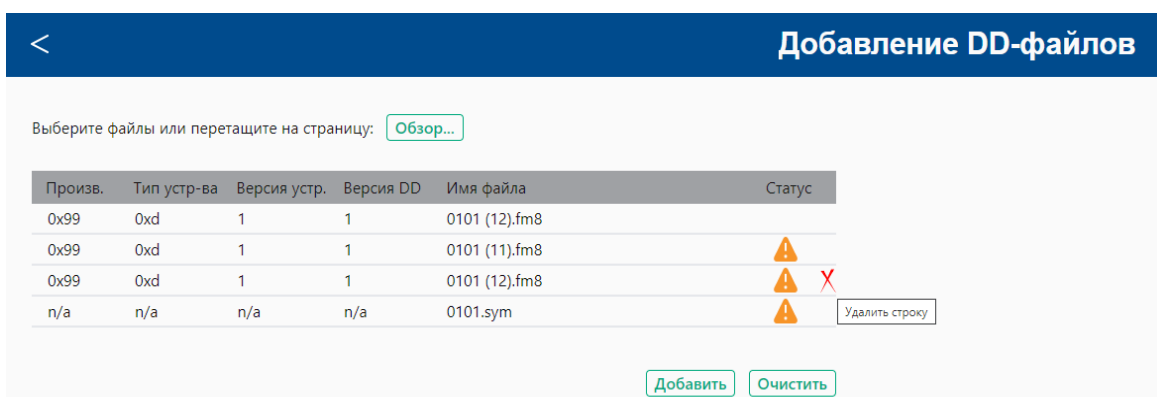 < Добавление DD-файлов
Выберите файлы или перетащите на страницу: Обзор...
Произв. Тип устр-ва Версия устр. Версия DD Имя файла Статус
0x99 0xd 1 1 0101 (12).fm8
0x99 0xd 1 1 0101 (11).fm8
0x99 0xd 1 1 0101 (12).fm8
n/a n/a n/a n/a 0101.sym
Удалить строку
Добавить Очистить